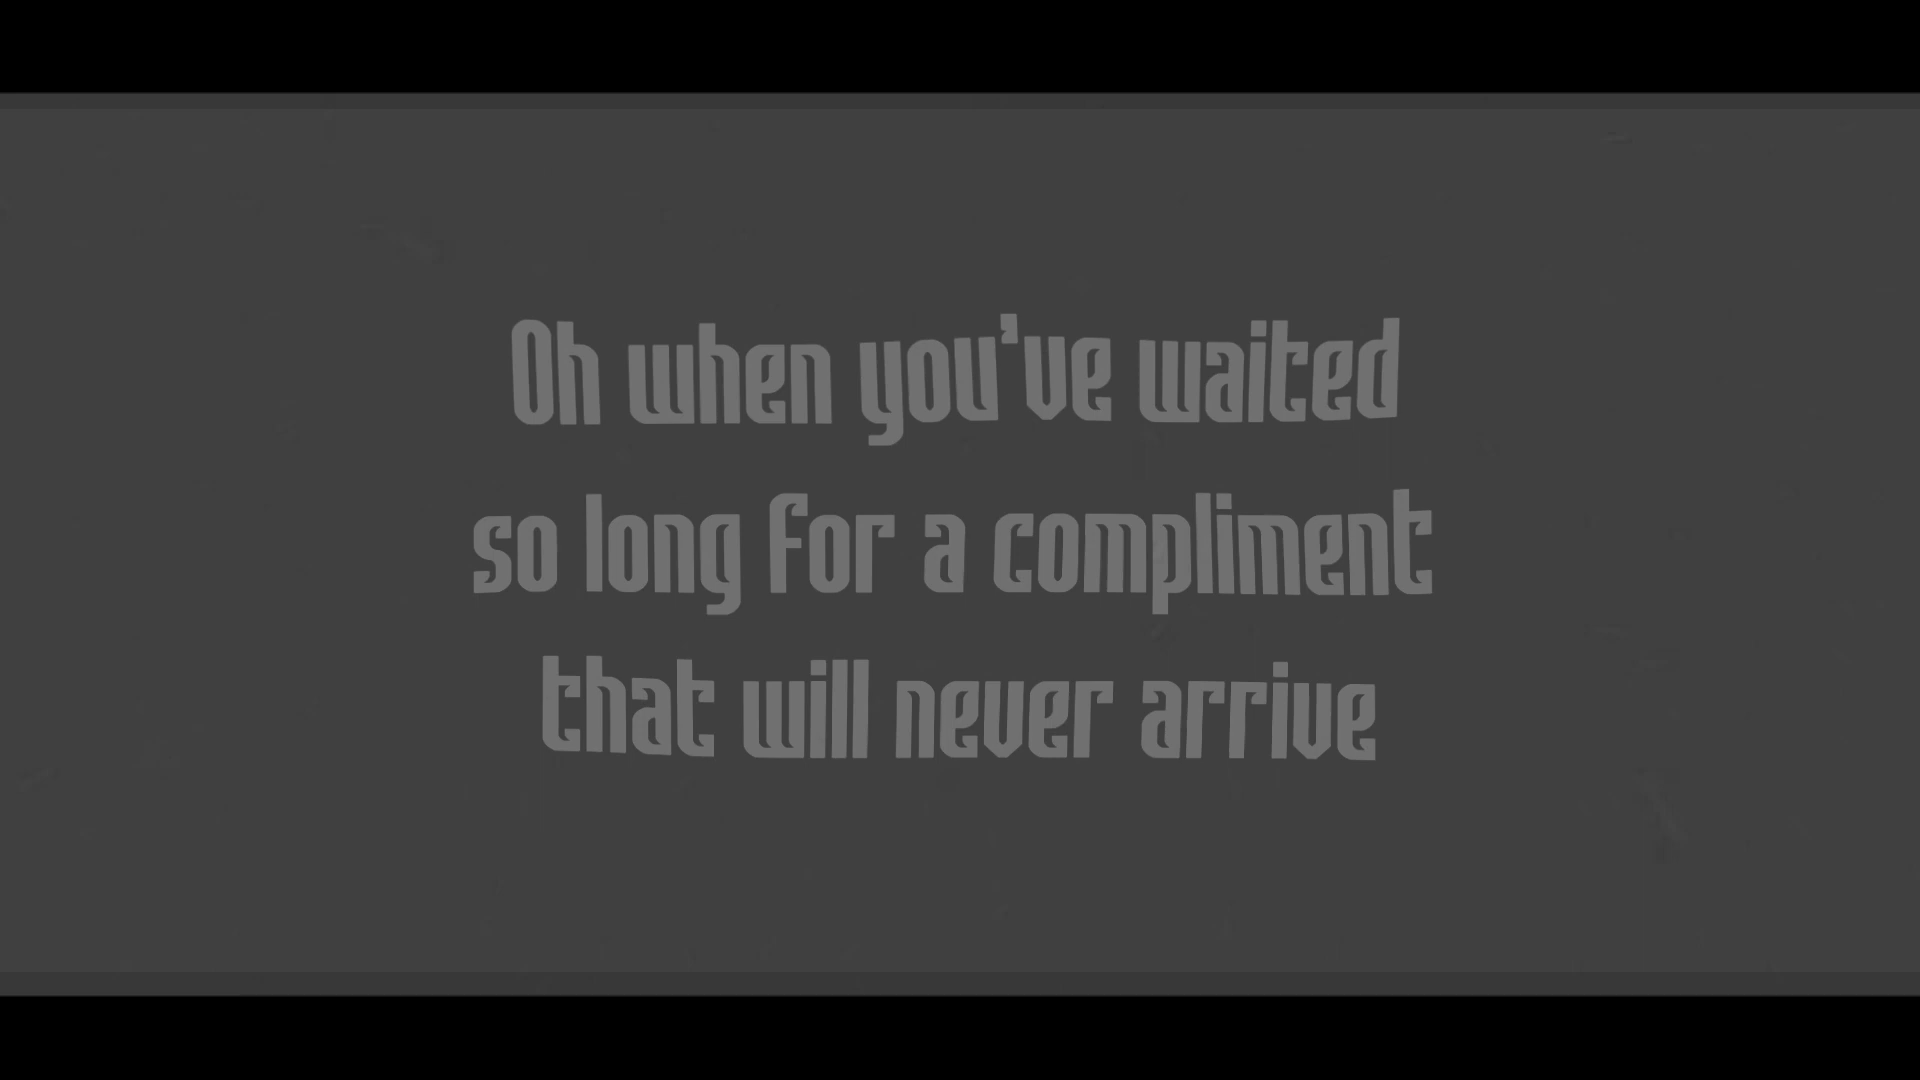 Oh when you've waited
so long for a compliment
that will never arrive